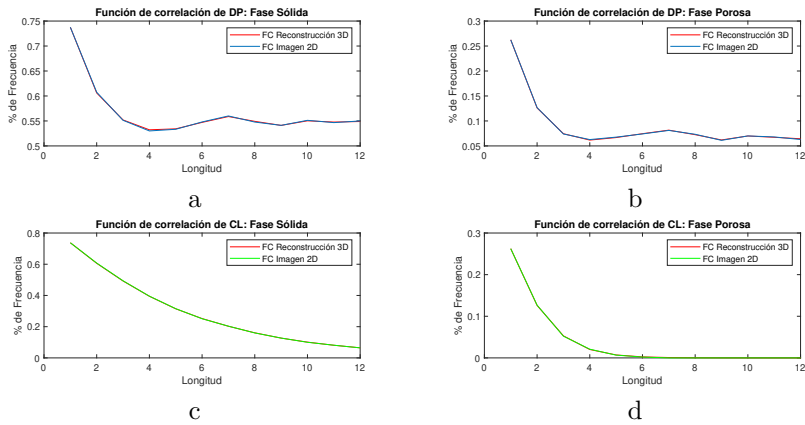 Función de correlación de DP: Fase Sólida
0.75
0.7
0.65
0.6
0.55
0.5
% de Frecuencia
FC Reconstrucción 3D
FC Imagen 2D
0 2 4 6 8 10 12
Longitud
a
Función de correlación de DP: Fase Porosa
0.3
0.25
0.2
0.15
0.1
0.05
% de Frecuencia
FC Reconstrucción 3D
FC Imagen 2D
0 2 4 6 8 10 12
Longitud
b
Función de correlación de CL: Fase Sólida
0.8
0.6
0.4
0.2
0
% de Frecuencia
FC Reconstrucción 3D
FC Imagen 2D
0 2 4 6 8 10 12
Longitud
c
Función de correlación de CL: Fase Porosa
0.3
0.2
0.1
0
% de Frecuencia
FC Reconstrucción 3D
FC Imagen 2D
0 2 4 6 8 10 12
Longitud
d